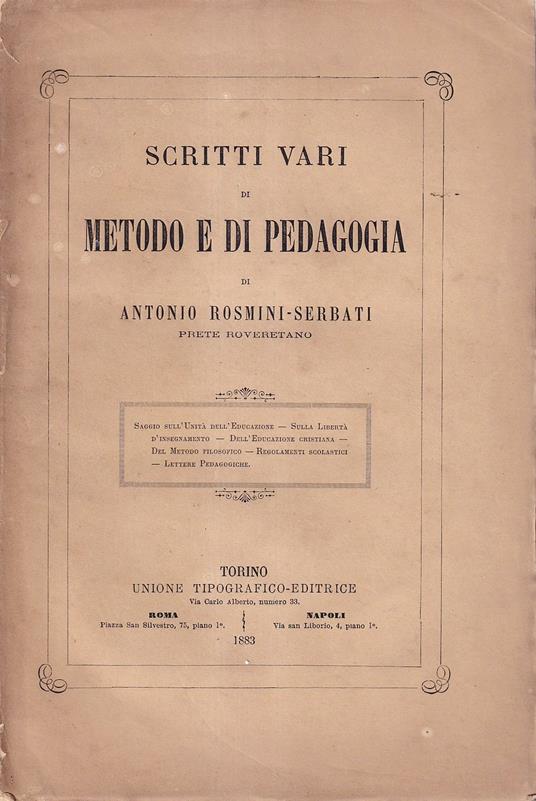 SCRITTI VARI
DI
METODO E DI PEDAGOGIA
DI
ANTONIO ROSMINI-SERBATI
PRETE ROVERETANO
SAGGIO SULL'UNITÀ DELL'EDUCAZIONE — SULLA LIBERTÀ
D'INSEGNAMENTO — DELL'EDUCAZIONE CRISTIANA —
DEL METODO FILOSOFICO — REGOLAMENTI SCOLASTICI
— LETTERE PEDAGOGICHE.
TORINO
UNIONE TIPOGRAFICO-EDITRICE
Via Carlo Alberto, numero 33.
ROMA
Piazza San Silvestro, 75, piano 1º.
NAPOLI
Via san Liborio, 4, piano 1º.
1883